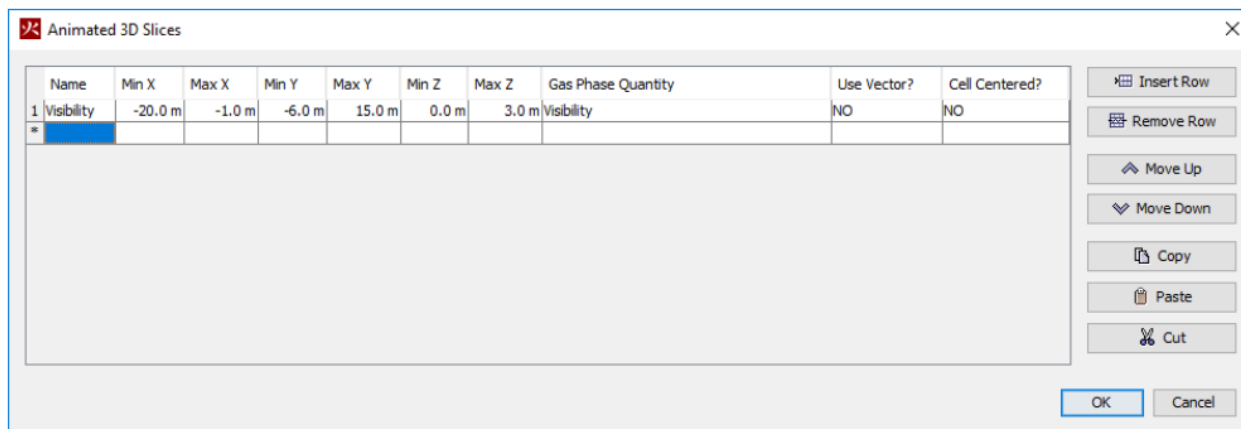 火 Animated 3D Slices
Name Min X Max X Min Y Max Y Min Z Max Z Gas Phase Quantity Use Vector? Cell Centered?
1 Visibility -20.0 m -1.0 m -6.0 m 15.0 m 0.0 m 3.0 m Visibility NO NO
*
Insert Row
Remove Row
Move Up
Move Down
Copy
Paste
Cut
OK Cancel